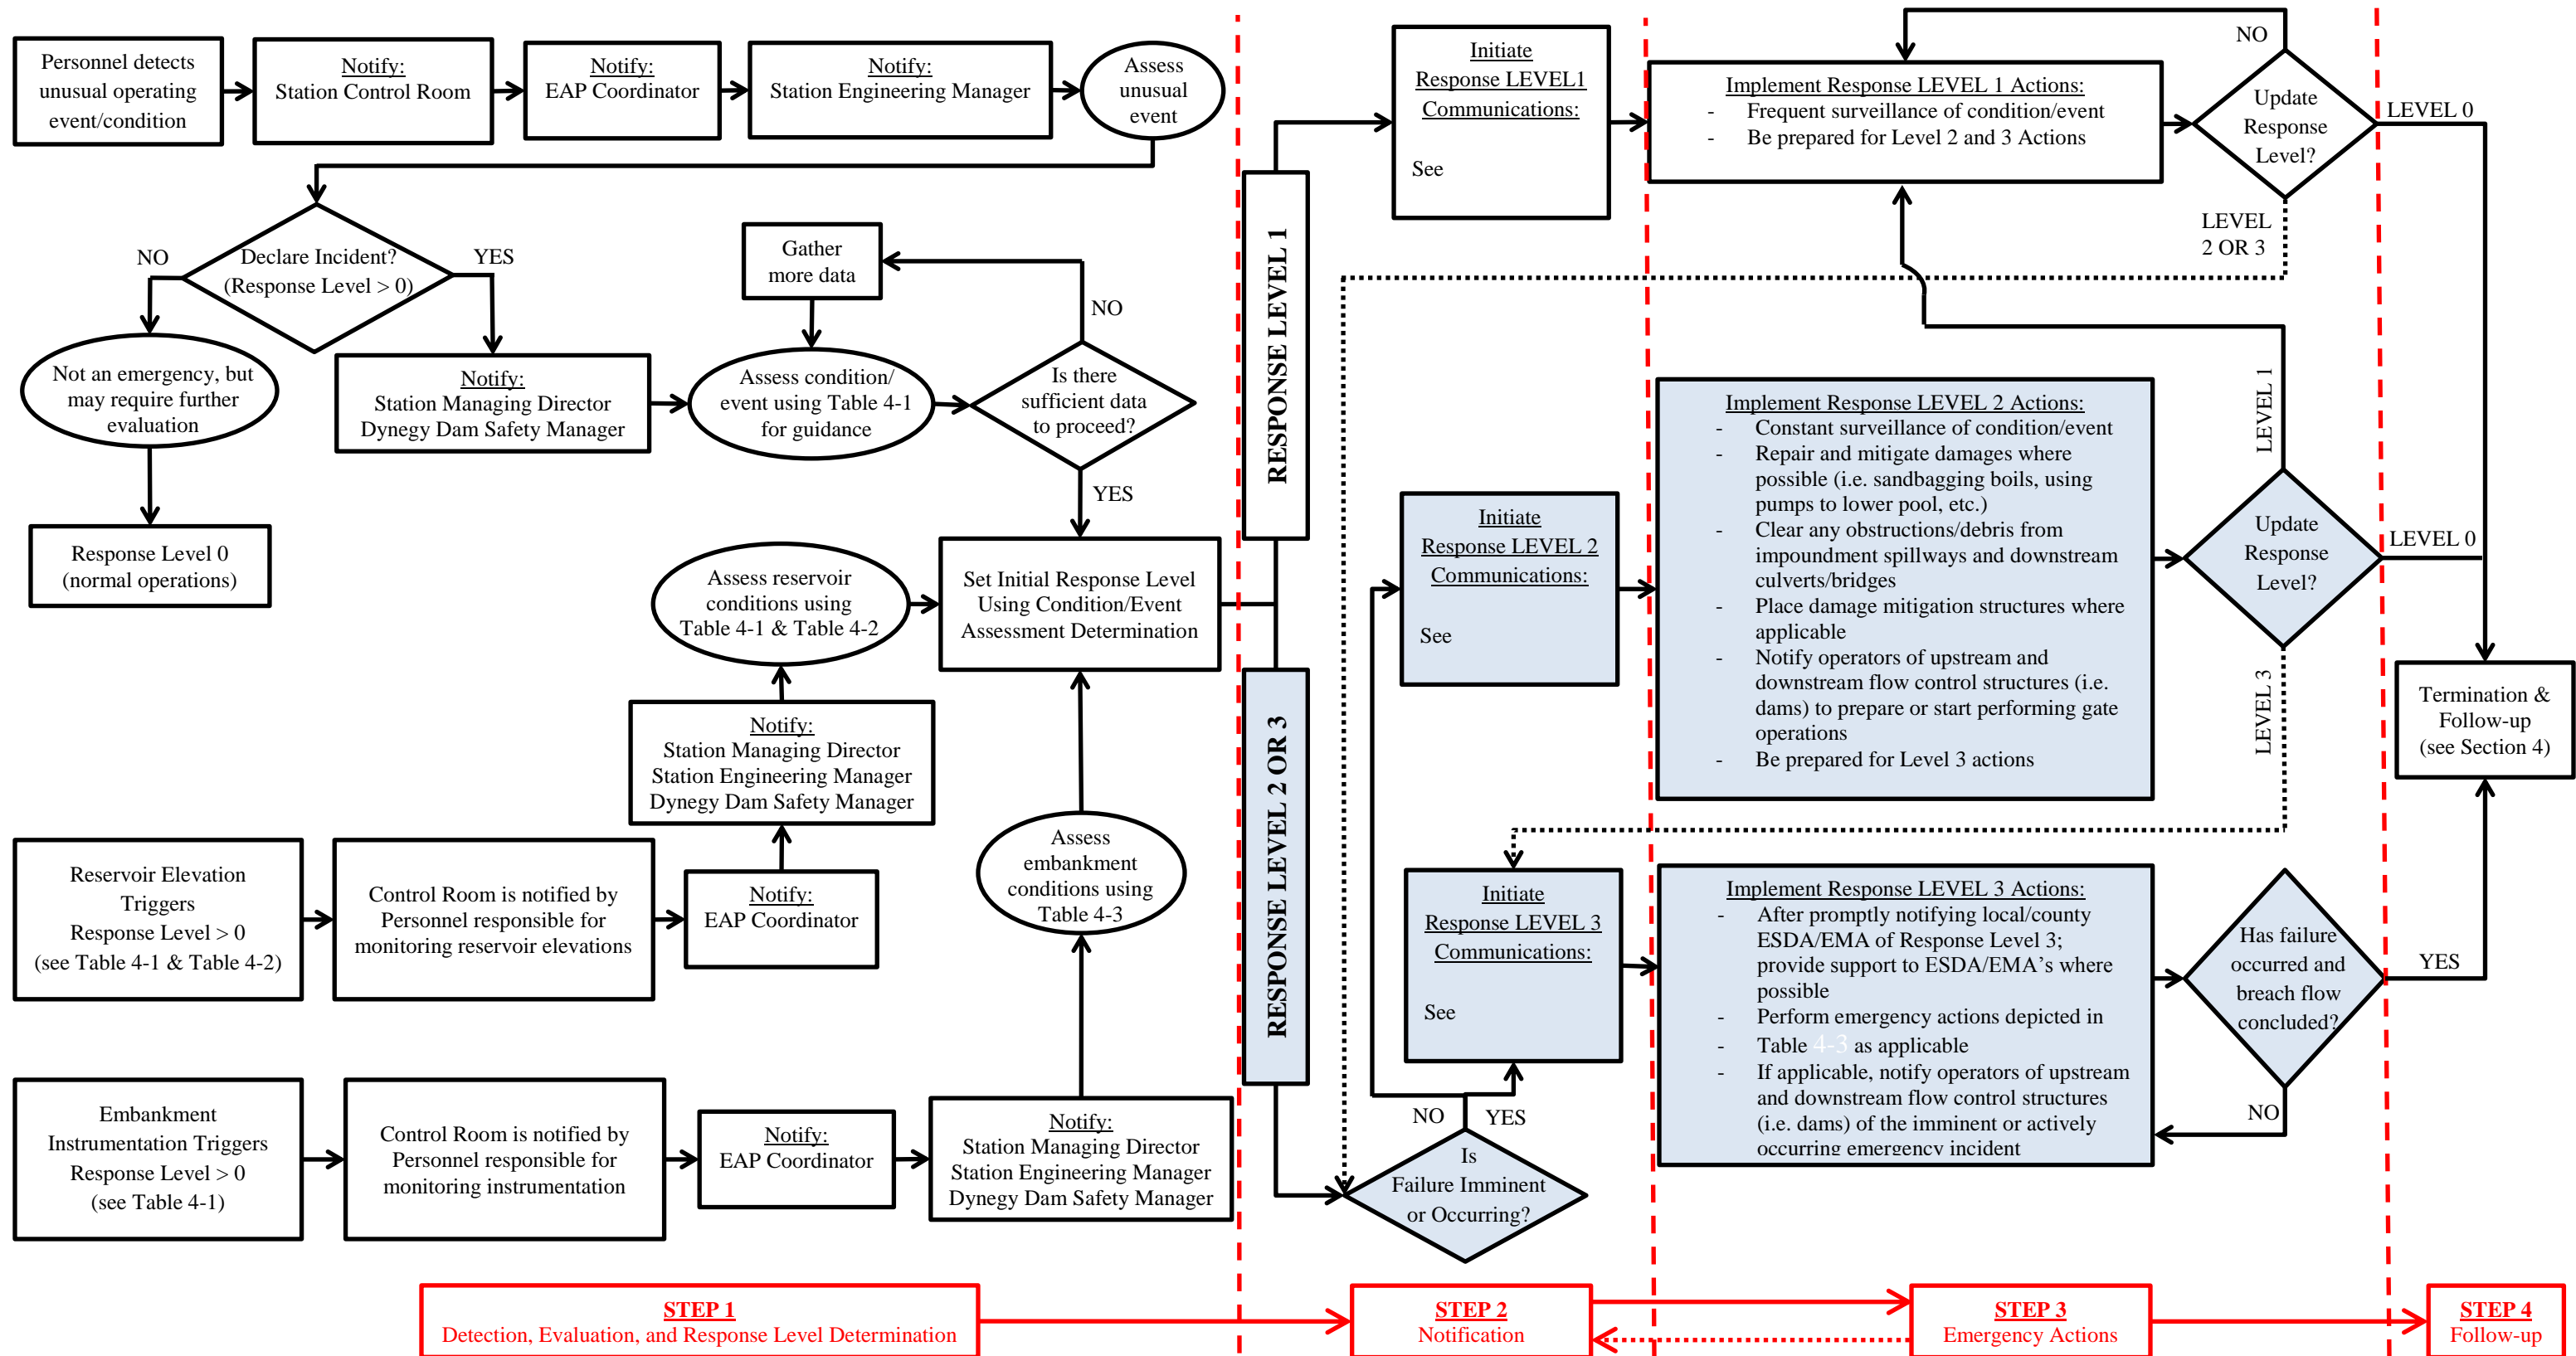 Personnel detects
unusual operating
event/condition
Notify:
Station Control Room
Notify:
EAP Coordinator
Notify:
Station Engineering Manager
Assess
unusual
event
NO
Declare Incident?
(Response Level > 0)
YES
Not an emergency, but
may require further
evaluation
Response Level 0
(normal operations)
Notify:
Station Managing Director
Dynegy Dam Safety Manager
Gather
more data
Assess condition/
event using Table 4-1
for guidance
NO
Is there
sufficient data
to proceed?
YES
Assess reservoir
conditions using
Table 4-1 & Table 4-2
Set Initial Response Level
Using Condition/Event
Assessment Determination
Notify:
Station Managing Director
Station Engineering Manager
Dynegy Dam Safety Manager
Reservoir Elevation
Triggers
Response Level > 0
(see Table 4-1 & Table 4-2)
Control Room is notified by
Personnel responsible for
monitoring reservoir elevations
Notify:
EAP Coordinator
Assess
embankment
conditions using
Table 4-3
Embankment
Instrumentation Triggers
Response Level > 0
(see Table 4-1)
Control Room is notified by
Personnel responsible for
monitoring instrumentation
Notify:
EAP Coordinator
Notify:
Station Managing Director
Station Engineering Manager
Dynegy Dam Safety Manager
RESPONSE LEVEL 1
RESPONSE LEVEL 2 OR 3
Initiate
Response LEVEL1
Communications:
See
Implement Response LEVEL 1 Actions:
- Frequent surveillance of condition/event
- Be prepared for Level 2 and 3 Actions
NO
Update
Response
Level?
LEVEL 0
LEVEL
2 OR 3
Initiate
Response LEVEL 2
Communications:
See
Implement Response LEVEL 2 Actions:
- Constant surveillance of condition/event
- Repair and mitigate damages where
possible (i.e. sandbagging boils, using
pumps to lower pool, etc.)
- Clear any obstructions/debris from
impoundment spillways and downstream
culverts/bridges
- Place damage mitigation structures where
applicable
- Notify operators of upstream and
downstream flow control structures (i.e.
dams) to prepare or start performing gate
operations
- Be prepared for Level 3 actions
LEVEL 1
Update
Response
Level?
LEVEL 0
LEVEL 3
Termination &
Follow-up
(see Section 4)
Initiate
Response LEVEL 3
Communications:
See
Implement Response LEVEL 3 Actions:
- After promptly notifying local/county
ESDA/EMA of Response Level 3;
provide support to ESDA/EMA's where
possible
- Perform emergency actions depicted in
- Table 4-3 as applicable
- If applicable, notify operators of upstream
and downstream flow control structures
(i.e. dams) of the imminent or actively
occurring emergency incident
Has failure
occurred and
breach flow
concluded?
YES
NO
NO
YES
Is
Failure Imminent
or Occurring?
STEP 1
Detection, Evaluation, and Response Level Determination
STEP 2
Notification
STEP 3
Emergency Actions
STEP 4
Follow-up